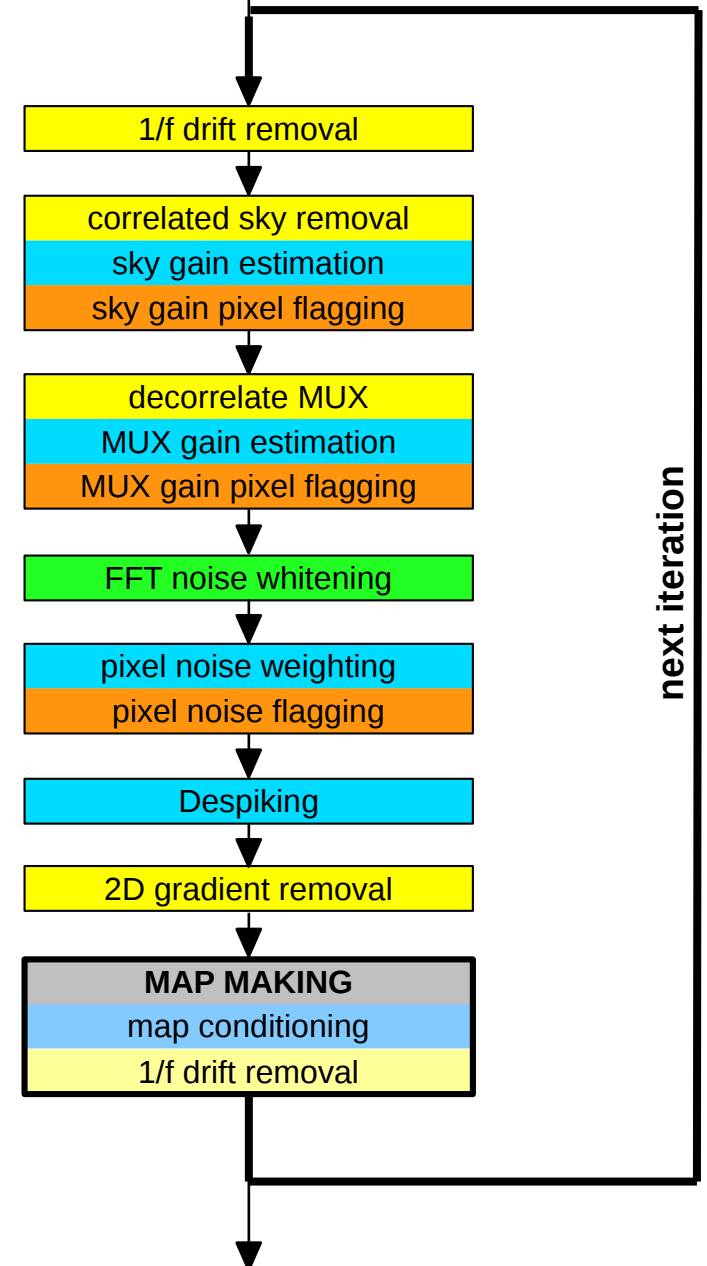 1/f drift removal
correlated sky removal
sky gain estimation
sky gain pixel flagging
decorrelate MUX
MUX gain estimation
MUX gain pixel flagging
FFT noise whitening
pixel noise weighting
pixel noise flagging
Despiking
2D gradient removal
MAP MAKING
map conditioning
1/f drift removal
next iteration